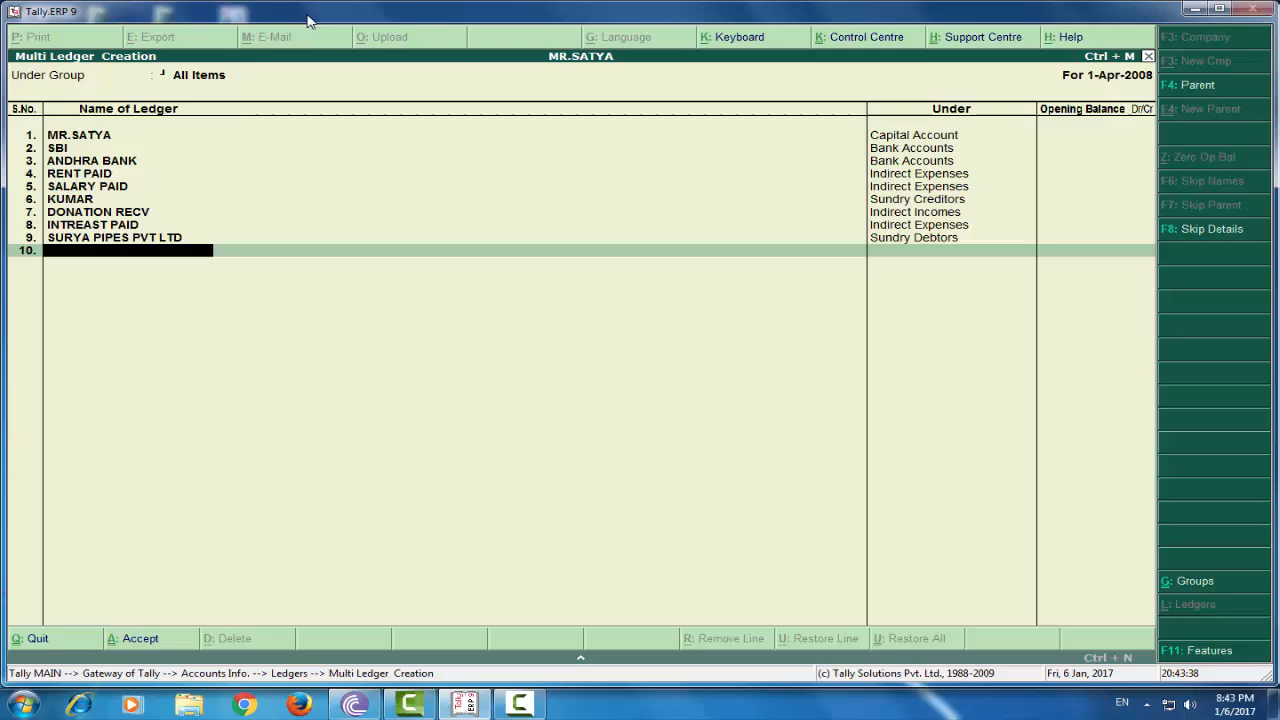 Tally.ERP 9
P: Print E: Export M: E-Mail O: Upload G: Language K: Keyboard K: Control Centre H: Support Centre H: Help
F3: Company
Multi Ledger Creation MR.SATYA Ctrl + M
F3: New Cmp
Under Group : ┘ All Items For 1-Apr-2008
F4: Parent
S.No. Name of Ledger Under Opening Balance Dr/Cr
F4: New Parent
1. MR.SATYA Capital Account
2. SBI Bank Accounts
3. ANDHRA BANK Bank Accounts
Z: Zero Op Bal
4. RENT PAID Indirect Expenses
F6: Skip Names
5. SALARY PAID Indirect Expenses
6. KUMAR Sundry Creditors
F7: Skip Parent
7. DONATION RECV Indirect Incomes
8. INTREAST PAID Indirect Expenses
F8: Skip Details
9. SURYA PIPES PVT LTD Sundry Debtors
10.
G: Groups
L: Ledgers
Q: Quit A: Accept D: Delete R: Remove Line U: Restore Line U: Restore All
F11: Features
Ctrl + N
Tally MAIN --> Gateway of Tally --> Accounts Info. --> Ledgers --> Multi Ledger Creation (c) Tally Solutions Pvt. Ltd., 1988-2009 Fri, 6 Jan, 2017 20:43:38
EN 8:43 PM
1/6/2017